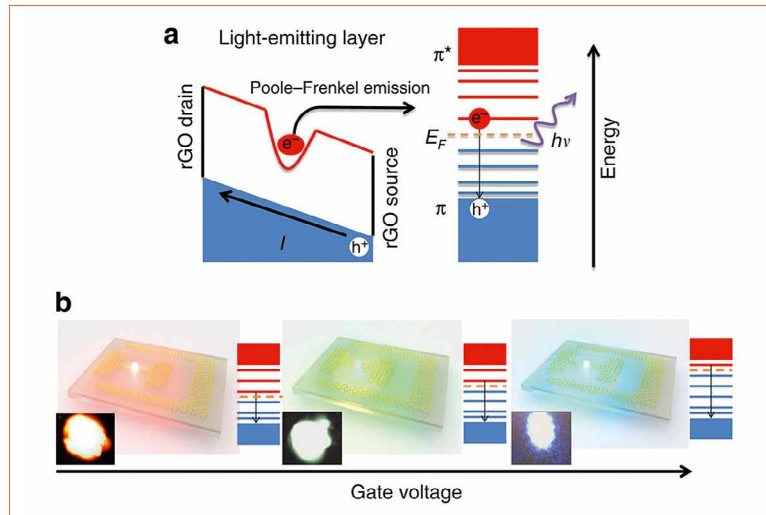 a
Light-emitting layer
π*
Poole–Frenkel emission
rGO drain
e⁻
rGO source
I
h⁺
e⁻
E_F
hν
π
h⁺
Energy
b
Gate voltage